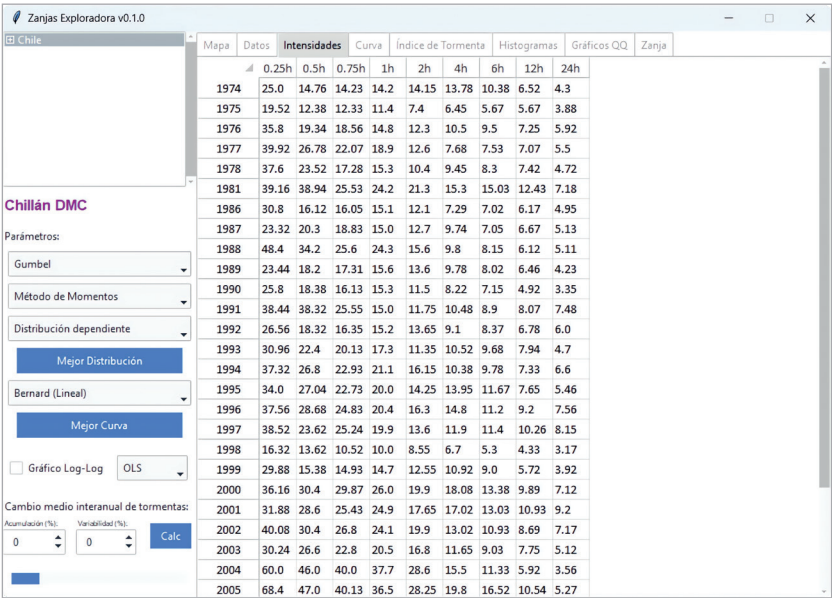 Zanjas Exploradora v0.1.0
Chile
Mapa Datos Intensidades Curva Índice de Tormenta Histogramas Gráficos QQ Zanja
0.25h 0.5h 0.75h 1h 2h 4h 6h 12h 24h
1974 25.0 14.76 14.23 14.2 14.15 13.78 10.38 6.52 4.3
1975 19.52 12.38 12.33 11.4 7.4 6.45 5.67 5.67 3.88
1976 35.8 19.34 18.56 14.8 12.3 10.5 9.5 7.25 5.92
1977 39.92 26.78 22.07 18.9 12.6 7.68 7.53 7.07 5.5
1978 37.6 23.52 17.28 15.3 10.4 9.45 8.3 7.42 4.72
1981 39.16 38.94 25.53 24.2 21.3 15.3 15.03 12.43 7.18
1986 30.8 16.12 16.05 15.1 12.1 7.29 7.02 6.17 4.95
1987 23.32 20.3 18.83 15.0 12.7 9.74 7.05 6.67 5.13
1988 48.4 34.2 25.6 24.3 15.6 9.8 8.15 6.12 5.11
1989 23.44 18.2 17.31 15.6 13.6 9.78 8.02 6.46 4.23
1990 25.8 18.38 16.13 15.3 11.5 8.22 7.15 4.92 3.35
1991 38.44 38.32 25.55 15.0 11.75 10.48 8.9 8.07 7.48
1992 26.56 18.32 16.35 15.2 13.65 9.1 8.37 6.78 6.0
1993 30.96 22.4 20.13 17.3 11.35 10.52 9.68 7.94 4.7
1994 37.32 26.8 22.93 21.1 16.15 10.38 9.78 7.33 6.6
1995 34.0 27.04 22.73 20.0 14.25 13.95 11.67 7.65 5.46
1996 37.56 28.68 24.83 20.4 16.3 14.8 11.2 9.2 7.56
1997 38.52 23.62 25.24 19.9 13.6 11.9 11.4 10.26 8.15
1998 16.32 13.62 10.52 10.0 8.55 6.7 5.3 4.33 3.17
1999 29.88 15.38 14.93 14.7 12.55 10.92 9.0 5.72 3.92
2000 36.16 30.4 29.87 26.0 19.9 18.08 13.38 9.89 7.12
2001 31.88 28.6 25.43 24.9 17.65 17.02 13.03 10.93 9.2
2002 40.08 30.4 26.8 24.1 19.9 13.02 10.93 8.69 7.17
2003 30.24 26.6 22.8 20.5 16.8 11.65 9.03 7.75 5.12
2004 60.0 46.0 40.0 37.7 28.6 15.5 11.33 5.92 3.56
2005 68.4 47.0 40.13 36.5 28.25 19.8 16.52 10.54 5.27
Chillán DMC
Parámetros:
Gumbel
Método de Momentos
Distribución dependiente
Mejor Distribución
Bernard (Lineal)
Mejor Curva
Gráfico Log-Log OLS
Cambio medio interanual de tormentas:
Acumulación (%): Variabilidad (%):
0 0 Calc